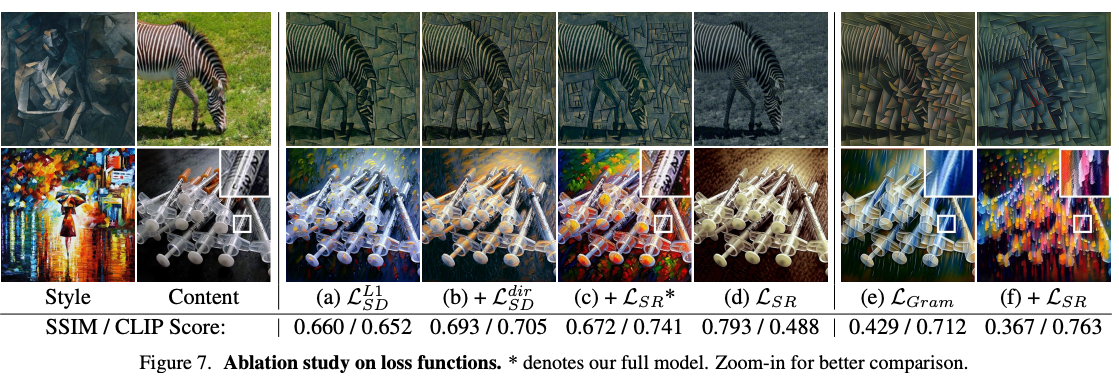 Style Content (a) $\mathcal{L}_{SD}^{L1}$ (b) + $\mathcal{L}_{SD}^{dir}$ (c) + $\mathcal{L}_{SR}$* (d) $\mathcal{L}_{SR}$ (e) $\mathcal{L}_{Gram}$ (f) + $\mathcal{L}_{SR}$
SSIM / CLIP Score: 0.660 / 0.652 0.693 / 0.705 0.672 / 0.741 0.793 / 0.488 0.429 / 0.712 0.367 / 0.763
Figure 7. Ablation study on loss functions. * denotes our full model. Zoom-in for better comparison.